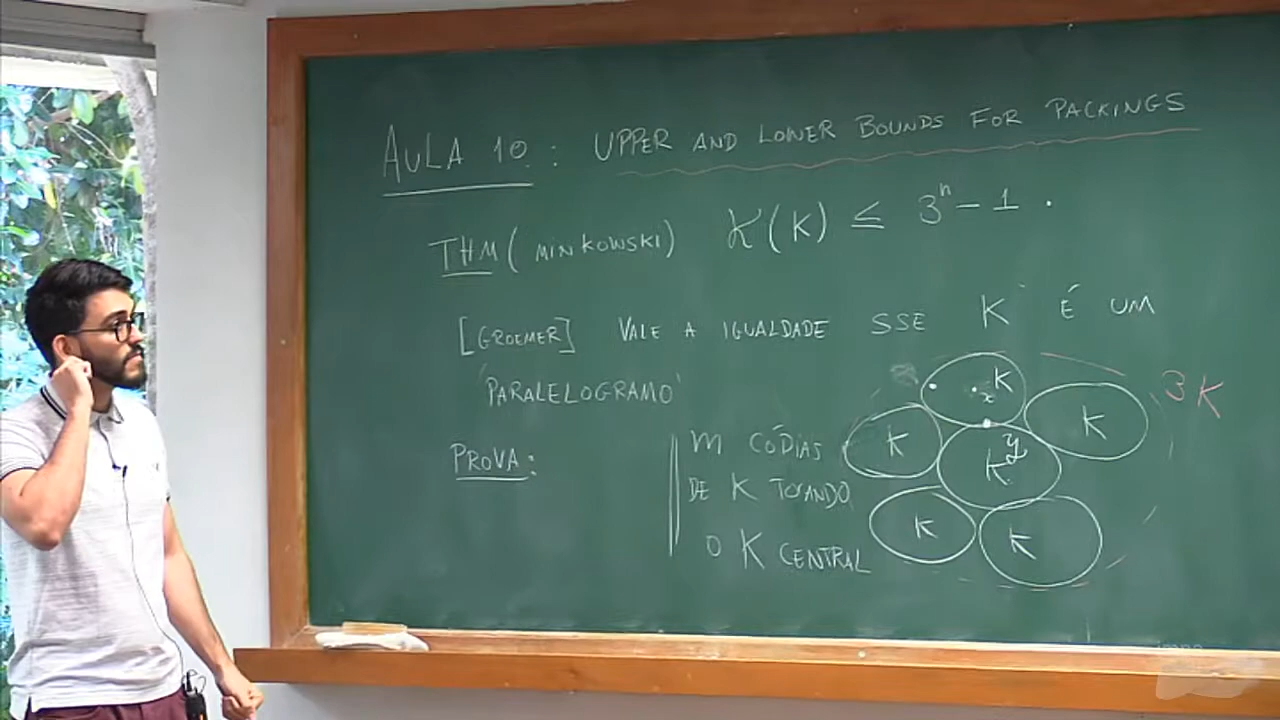 AULA 10: UPPER AND LOWER BOUNDS FOR PACKINGS
THM (MINKOWSKI) K(K) ≤ 3ⁿ - 1.
[GROEMER] VALE A IGUALDADE SSE K É UM
'PARALELOGRAMO'
PROVA:
M CÓDIAS
DE K TOCANDO
O K CENTRAL
K
x
K
K
K
y
K
K
3K